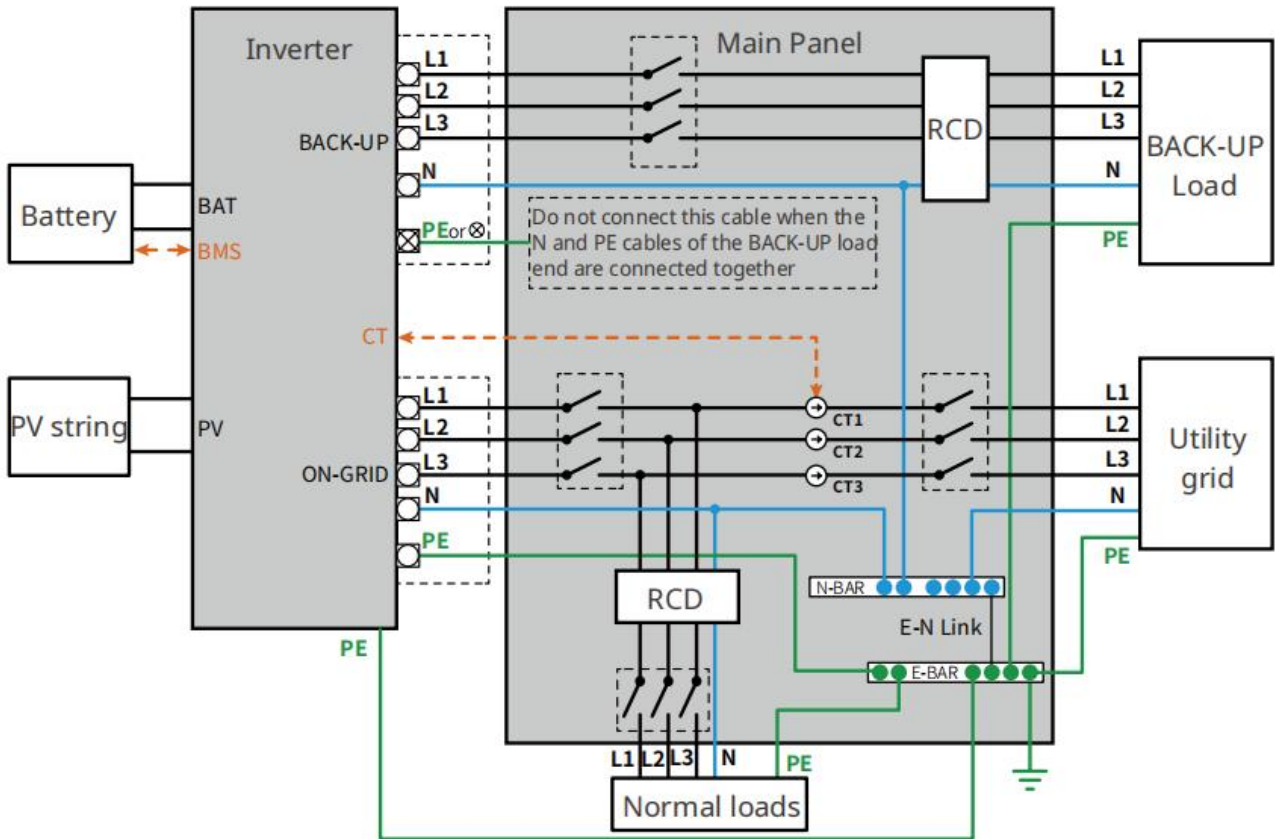 Inverter
Main Panel
L1
L2
L3
BACK-UP
N
PE or ⊗
RCD
L1
L2
L3
N
PE
BACK-UP
Load
Do not connect this cable when the
N and PE cables of the BACK-UP load
end are connected together
Battery
BAT
BMS
CT
PV string
PV
L1
L2
L3
ON-GRID
N
PE
CT1
CT2
CT3
L1
L2
L3
N
PE
Utility
grid
RCD
N-BAR
E-N Link
E-BAR
PE
L1 L2 L3 N
PE
Normal loads